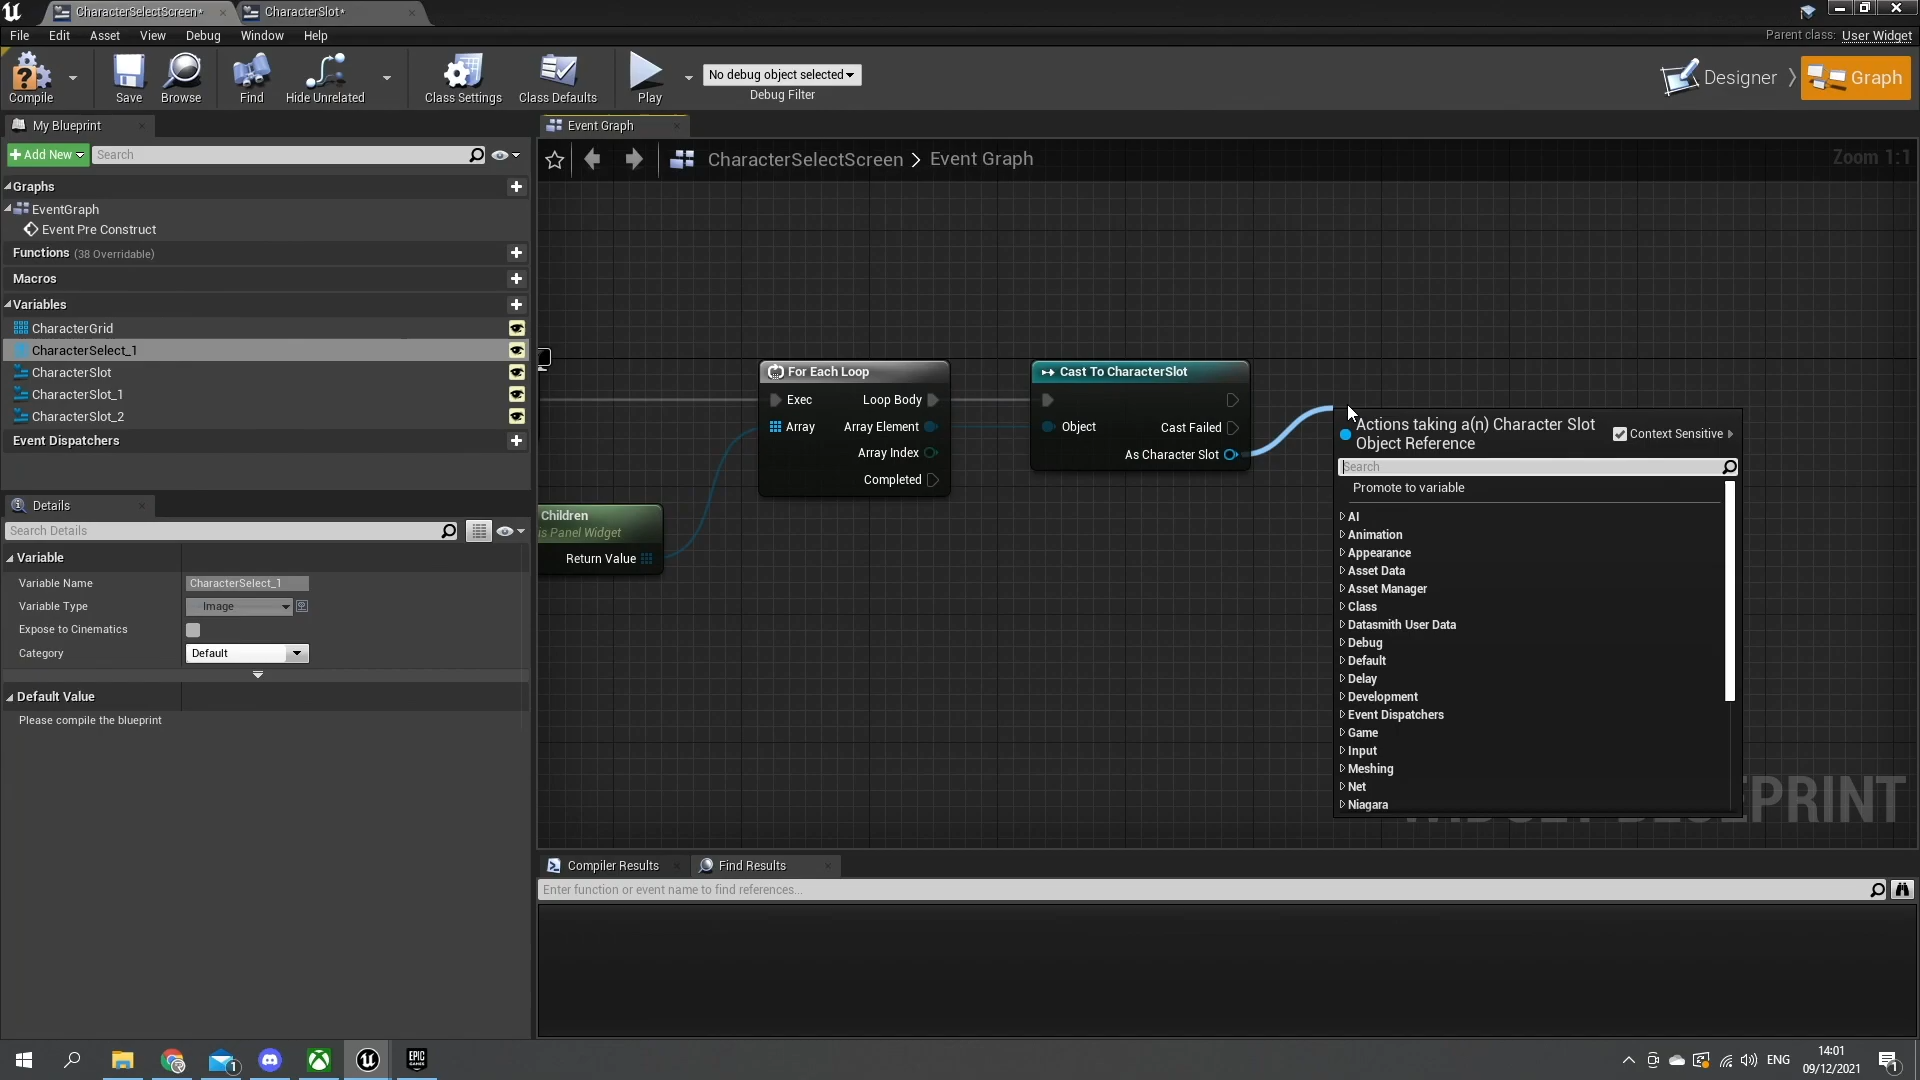 CharacterSelectScreen*
CharacterSlot*
File Edit Asset View Debug Window Help
Parent class: User Widget
Compile
Save
Browse
Find
Hide Unrelated
Class Settings
Class Defaults
Play
No debug object selected
Debug Filter
Designer
Graph
My Blueprint
Add New
Search
Graphs
EventGraph
Event Pre Construct
Functions (38 Overridable)
Macros
Variables
CharacterGrid
CharacterSelect_1
CharacterSlot
CharacterSlot_1
CharacterSlot_2
Event Dispatchers
Details
Search Details
Variable
Variable Name CharacterSelect_1
Variable Type Image
Expose to Cinematics
Category Default
Default Value
Please compile the blueprint
Event Graph
CharacterSelectScreen > Event Graph
Zoom 1:1
For Each Loop
Exec Loop Body
Array Array Element
Array Index
Completed
Cast To CharacterSlot
Object Cast Failed
As Character Slot
Children
is Panel Widget
Return Value
Actions taking a(n) Character Slot
Object Reference
Context Sensitive
Search
Promote to variable
AI
Animation
Appearance
Asset Data
Asset Manager
Class
Datasmith User Data
Debug
Default
Delay
Development
Event Dispatchers
Game
Input
Meshing
Net
Niagara
EPRINT
Compiler Results
Find Results
Enter function or event name to find references...
1
EPIC
GAMES
ENG
14:01
09/12/2021
1